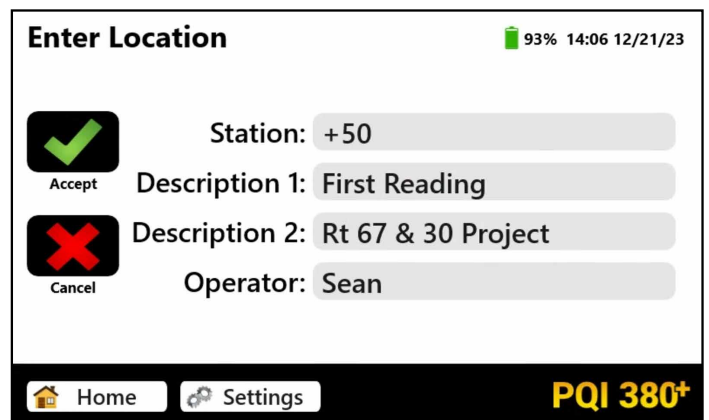 Enter Location
93% 14:06 12/21/23
Station: +50
Accept
Description 1: First Reading
Description 2: Rt 67 & 30 Project
Cancel
Operator: Sean
Home
Settings
PQI 380+